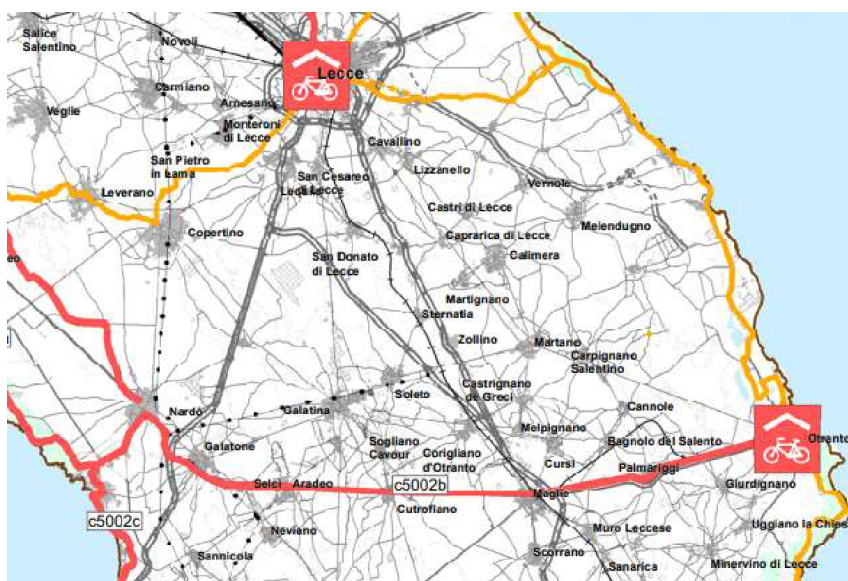 Salice
Salentino
Novoli
Lecce
Carmiano
Arnesano
Veglie
Monteroni
di Lecce
Cavallino
San Pietro
in Lama
Lizzanello
San Cesareo
di Lecce
Vernole
Leverano
Castri di Lecce
Melendugno
Copertino
Caprarica di Lecce
San Donato
di Lecce
Calimera
Martignano
Sternatia
Zollino
Martano
Carpignano
Salentino
Soleto
Castrignano
de Greci
Nardò
Galatina
Cannole
Melpignano
Galatone
Sogliano
Cavour
Corigliano
d'Otranto
Bagnolo del Salento
Otranto
Cursi
Palmariggi
Selci
Aradeo
c5002b
Giurdignano
Maglie
Cutrofiano
c5002c
Neviano
Muro Leccese
Uggiano la Chies
Sannicola
Scorrano
Sanarica
Minervino di Lecce